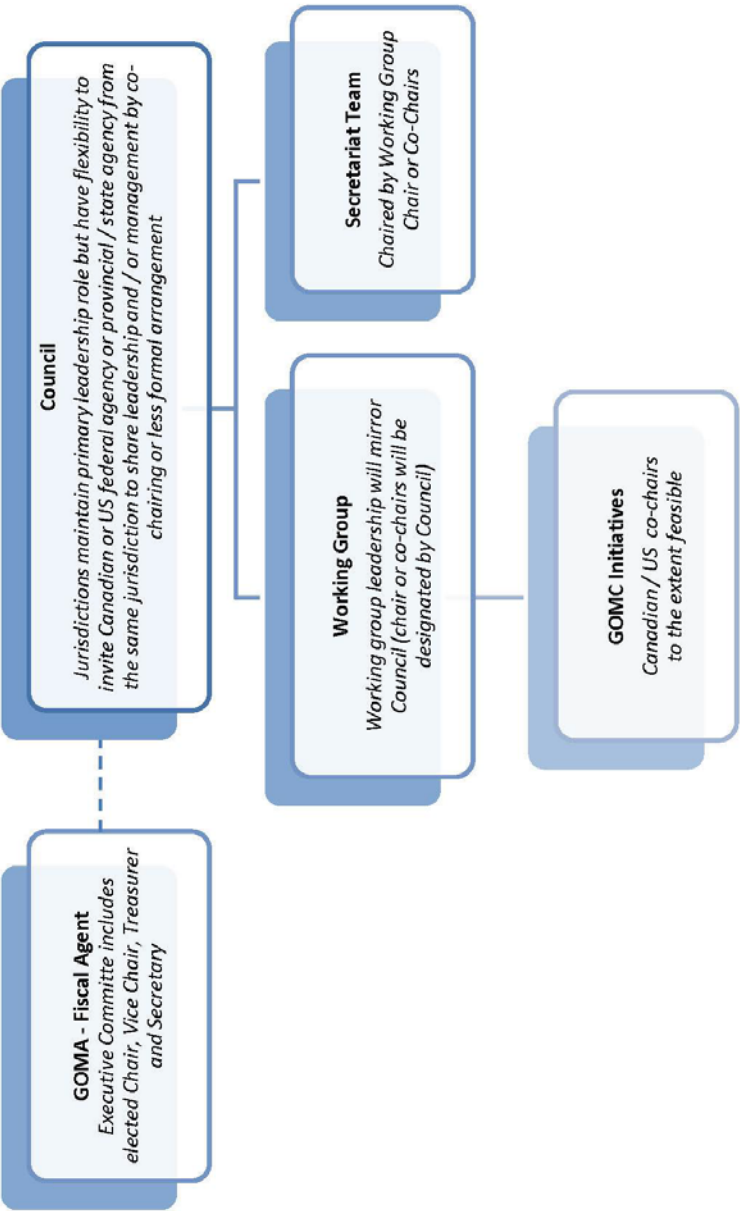 GOMA - Fiscal Agent
Executive Committe includes
elected Chair, Vice Chair, Treasurer
and Secretary
Council
Jurisdictions maintain primary leadership role but have flexibility to
invite Canadian or US federal agency or provincial / state agency from
the same jurisdiction to share leadership and / or management by co-
chairing or less formal arrangement
Working Group
Working group leadership will mirror
Council (chair or co-chairs will be
designated by Council)
Secretariat Team
Chaired by Working Group
Chair or Co-Chairs
GOMC Initiatives
Canadian / US co-chairs
to the extent feasible